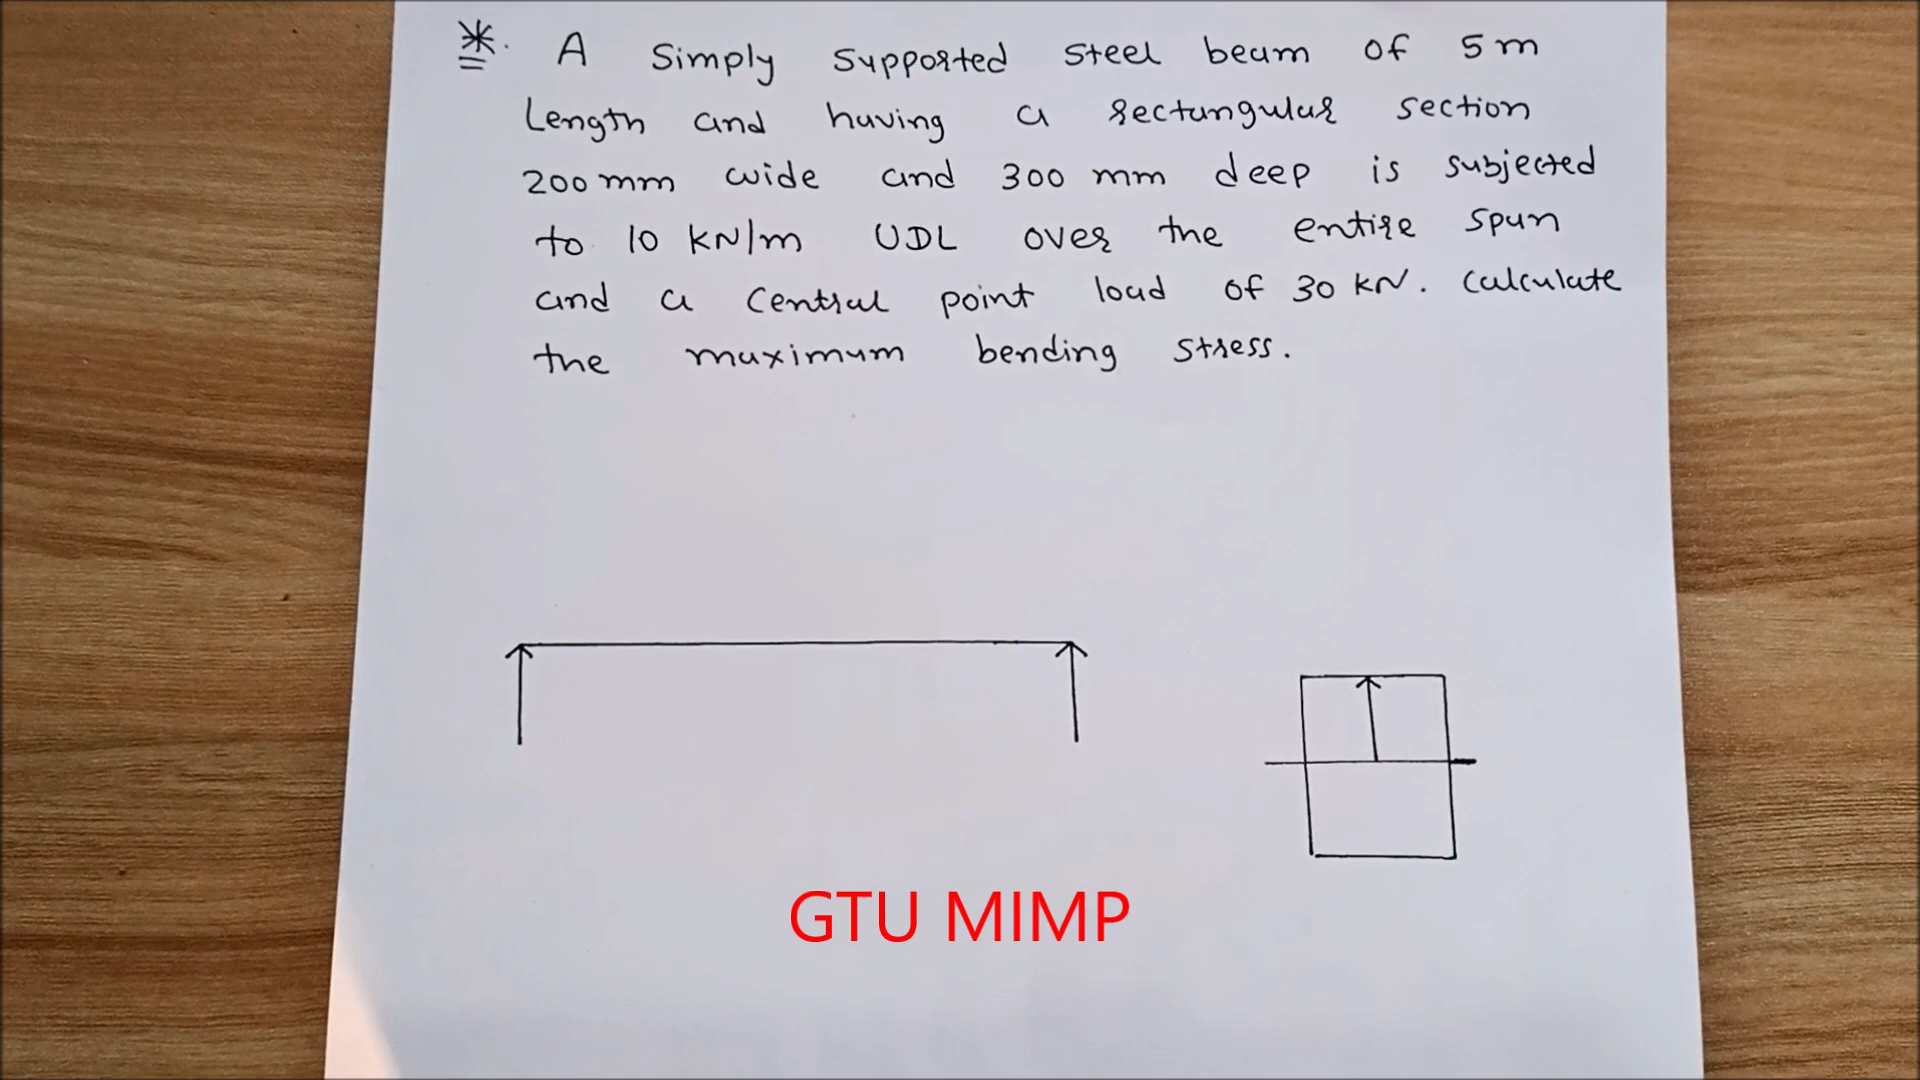 * A Simply Supported Steel beam of 5 m
Length and having a rectangular section
200 mm wide and 300 mm deep is subjected
to 10 KN/m UDL over the entire span
and a Central point load of 30 KN. Calculate
the maximum bending stress.
GTU MIMP